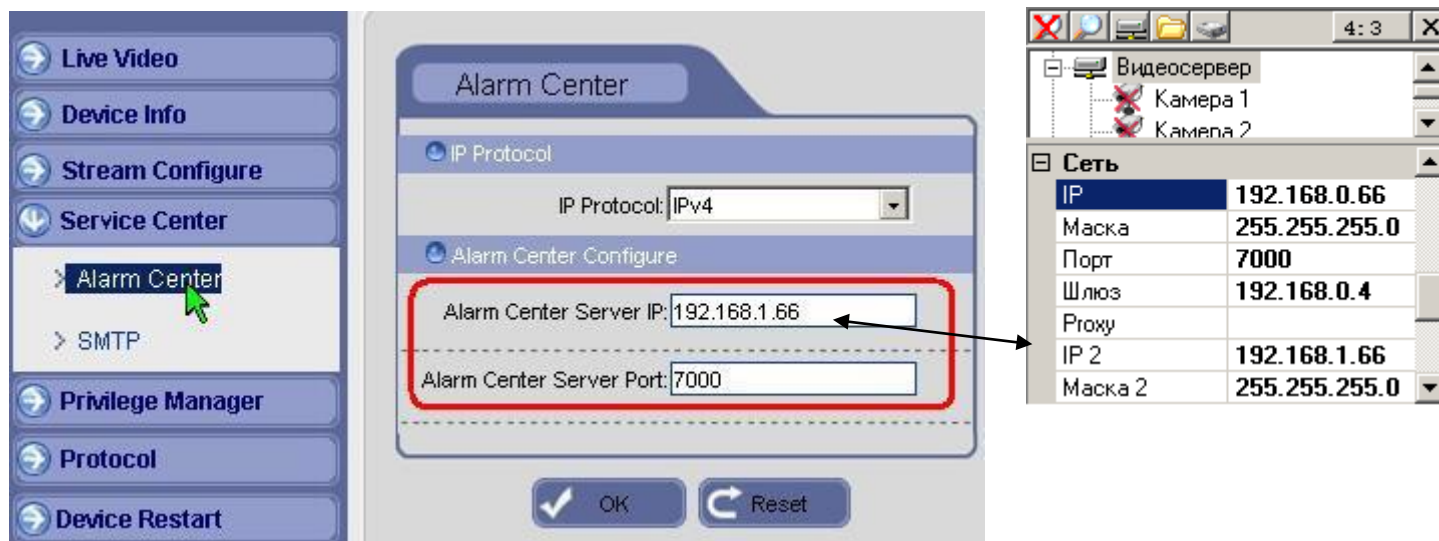 Live Video
Device Info
Stream Configure
Service Center
> Alarm Center
> SMTP
Privilege Manager
Protocol
Device Restart
Alarm Center
IP Protocol
IP Protocol: IPv4
Alarm Center Configure
Alarm Center Server IP: 192.168.1.66
Alarm Center Server Port: 7000
OK Reset
4:3 X
Видеосервер
Камера 1
Камера 2
Сеть
IP 192.168.0.66
Маска 255.255.255.0
Порт 7000
Шлюз 192.168.0.4
Proxy
IP 2 192.168.1.66
Маска 2 255.255.255.0